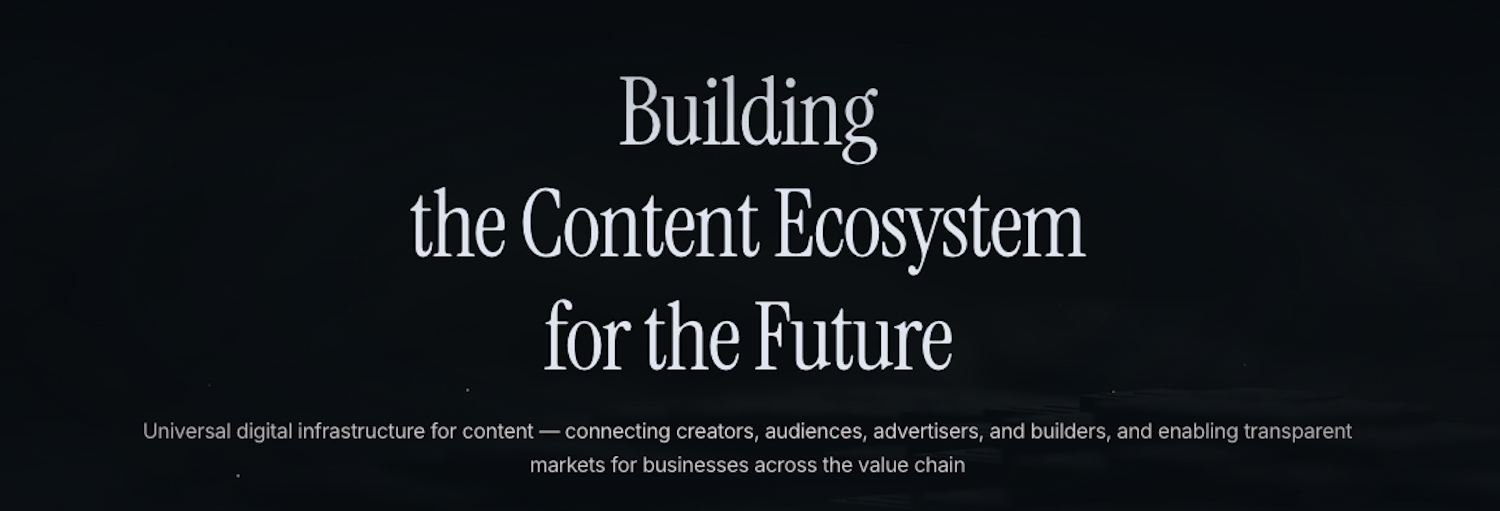 Building
the Content Ecosystem
for the Future
Universal digital infrastructure for content — connecting creators, audiences, advertisers, and builders, and enabling transparent
markets for businesses across the value chain